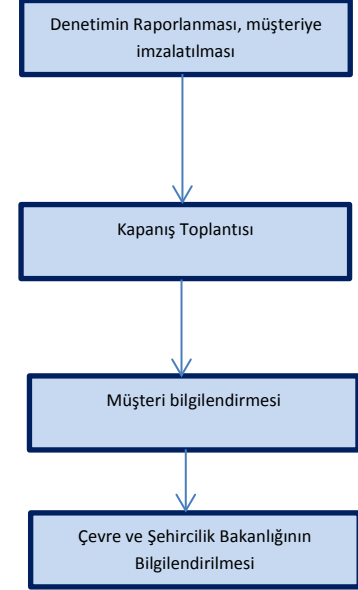 Denetimin Raporlanması, müşteriye
imzalatılması
Kapanış Toplantısı
Müşteri bilgilendirmesi
Çevre ve Şehircilik Bakanlığının
Bilgilendirilmesi